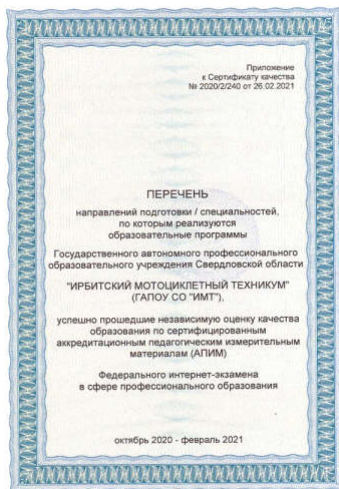 Приложение
к Сертификату качества
№ 2020/2/240 от 26.02.2021
ПЕРЕЧЕНЬ
направлений подготовки / специальностей,
по которым реализуются
образовательные программы
Государственного автономного профессионального
образовательного учреждения Свердловской области
"ИРБИТСКИЙ МОТОЦИКЛЕТНЫЙ ТЕХНИКУМ"
(ГАПОУ СО "ИМТ"),
успешно прошедшие независимую оценку качества
образования по сертифицированным
аккредитационным педагогическим измерительным
материалам (АПИМ)
Федерального интернет-экзамена
в сфере профессионального образования
октябрь 2020 - февраль 2021